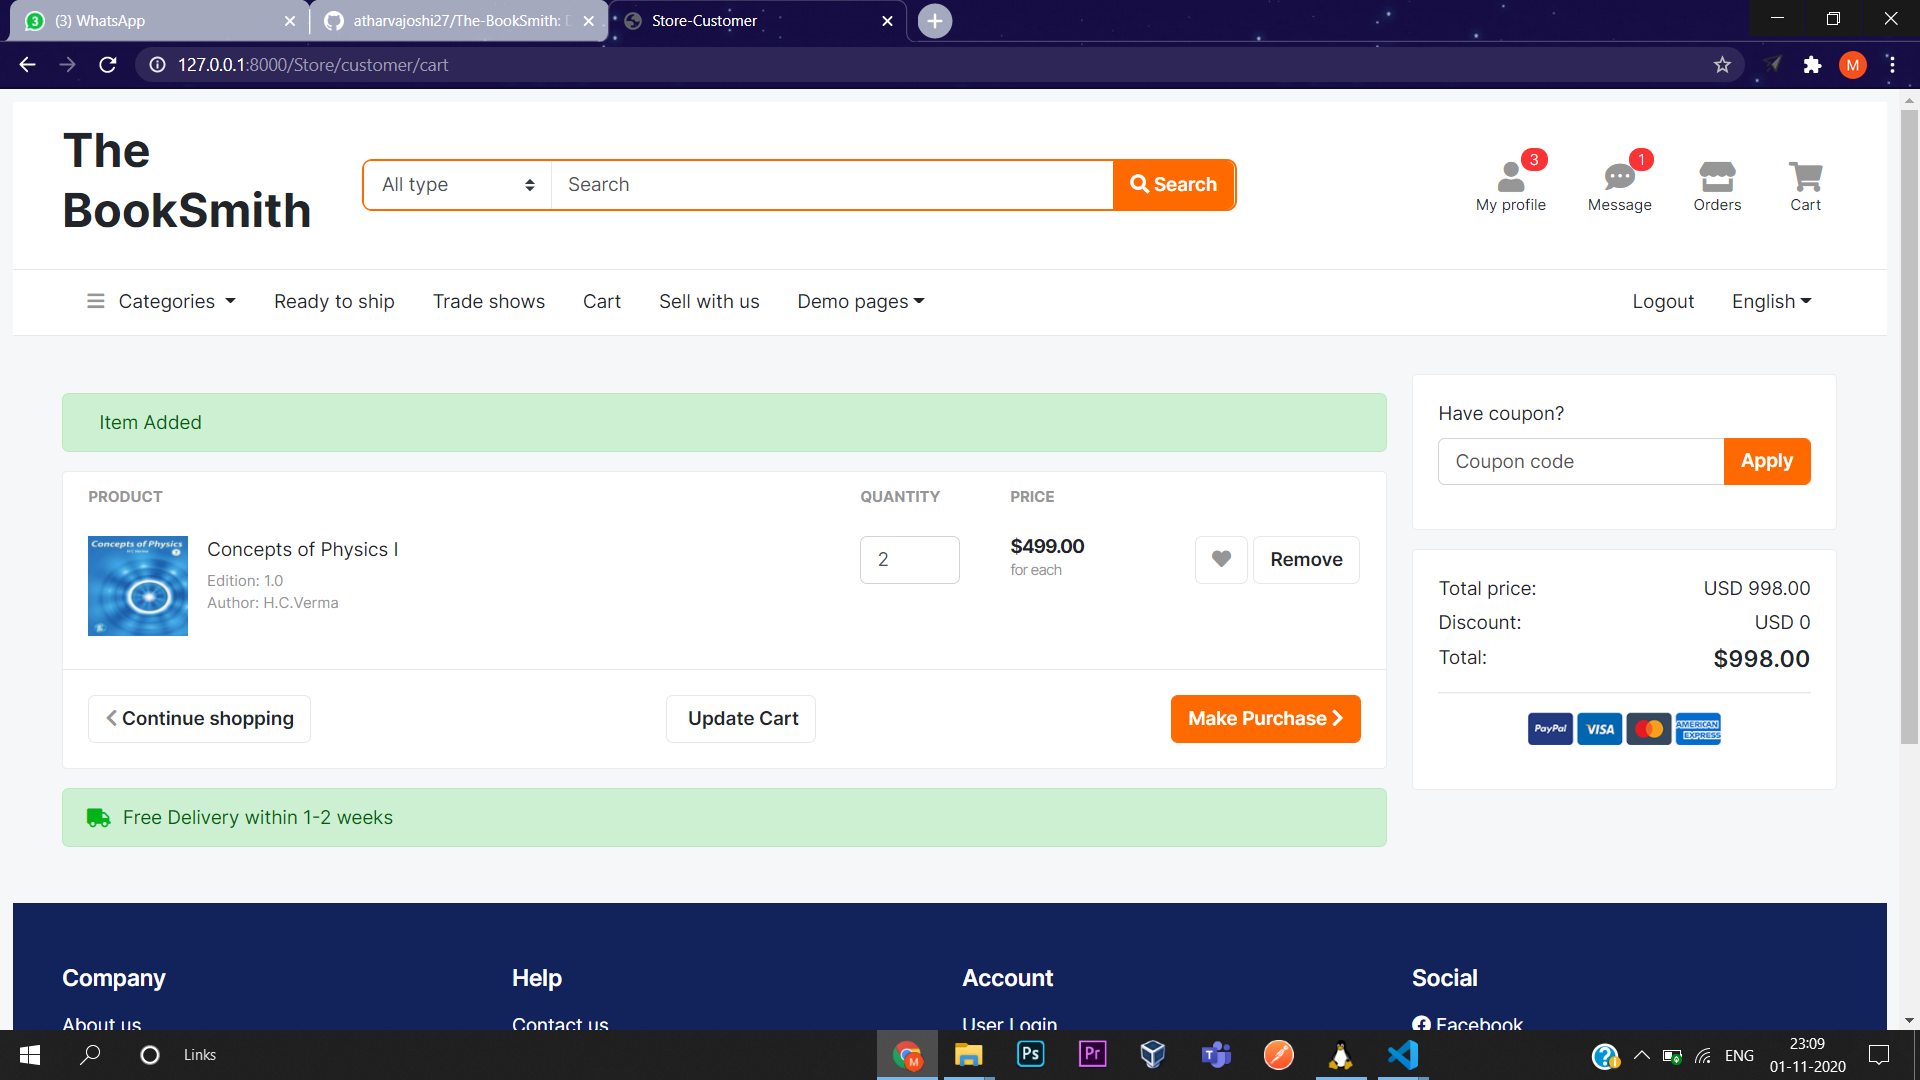 (3) WhatsApp
atharvajoshi27/The-BookSmith:
Store-Customer
127.0.0.1:8000/Store/customer/cart
M
The
BookSmith
All type
Search
Search
3
My profile
1
Message
Orders
Cart
Categories
Ready to ship
Trade shows
Cart
Sell with us
Demo pages
Logout
English
Item Added
PRODUCT
QUANTITY
PRICE
Concepts of Physics
Concepts of Physics I
Edition: 1.0
Author: H.C.Verma
2
$499.00
for each
Remove
Continue shopping
Update Cart
Make Purchase
Free Delivery within 1-2 weeks
Have coupon?
Coupon code
Apply
Total price: USD 998.00
Discount: USD 0
Total: $998.00
PayPal
VISA
AMERICAN
EXPRESS
Company
Help
Account
Social
About us
Contact us
User Login
Facebook
Links
Ps
Pr
ENG
23:09
01-11-2020